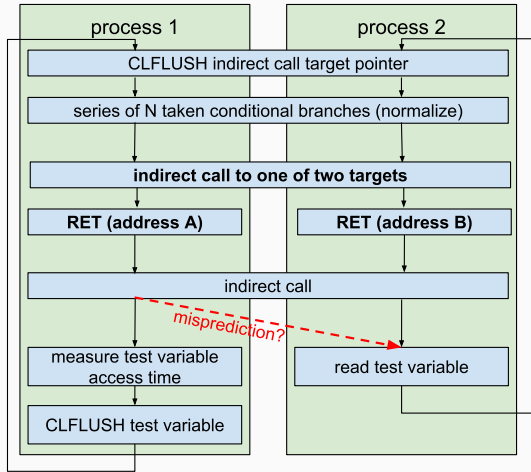 process 1
process 2
CLFLUSH indirect call target pointer
series of N taken conditional branches (normalize)
indirect call to one of two targets
RET (address A)
RET (address B)
indirect call
misprediction?
measure test variable
access time
read test variable
CLFLUSH test variable